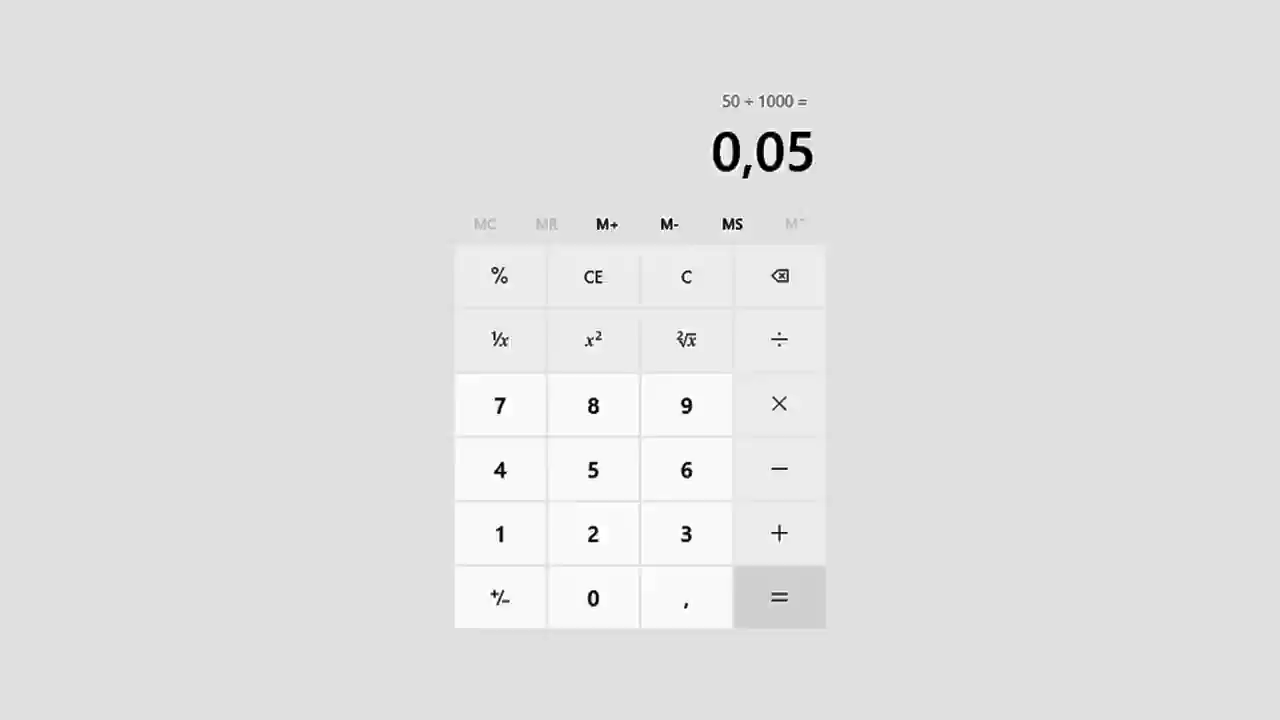 50 ÷ 1000 =
0,05
MC MR M+ M- MS M˅
% CE C
⅟x x² ²√x ÷
7 8 9 ×
4 5 6 −
1 2 3 +
+/− 0 , =